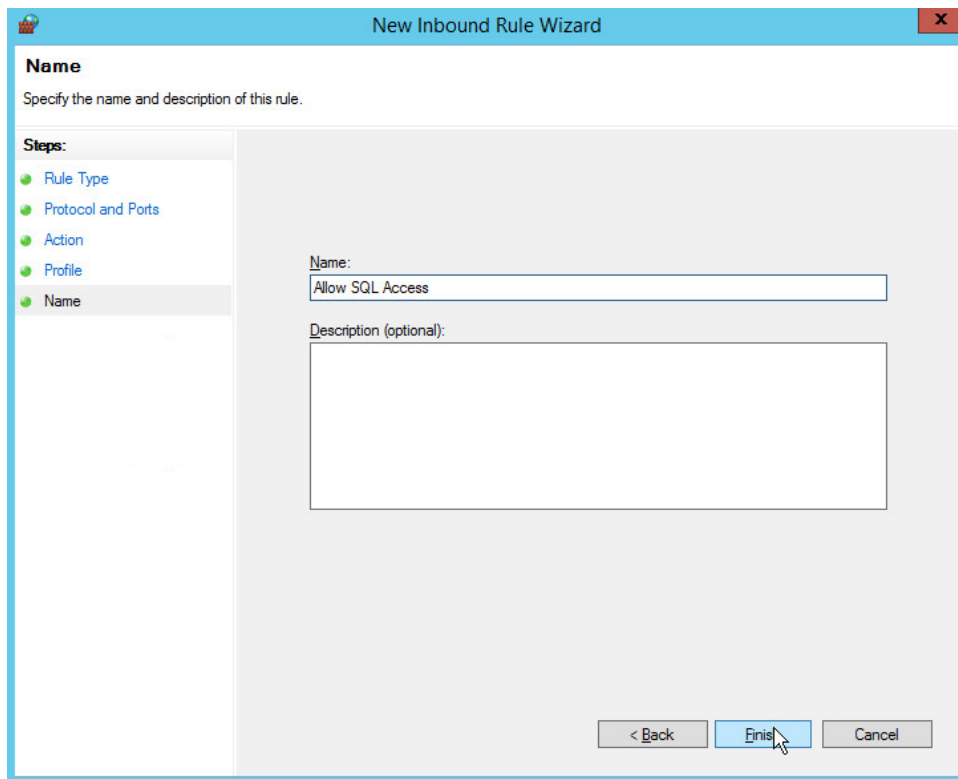 New Inbound Rule Wizard
x
Name
Specify the name and description of this rule.
Steps:
Rule Type
Protocol and Ports
Action
Profile
Name
Name:
Allow SQL Access
Description (optional):
< Back
Finis
Cancel